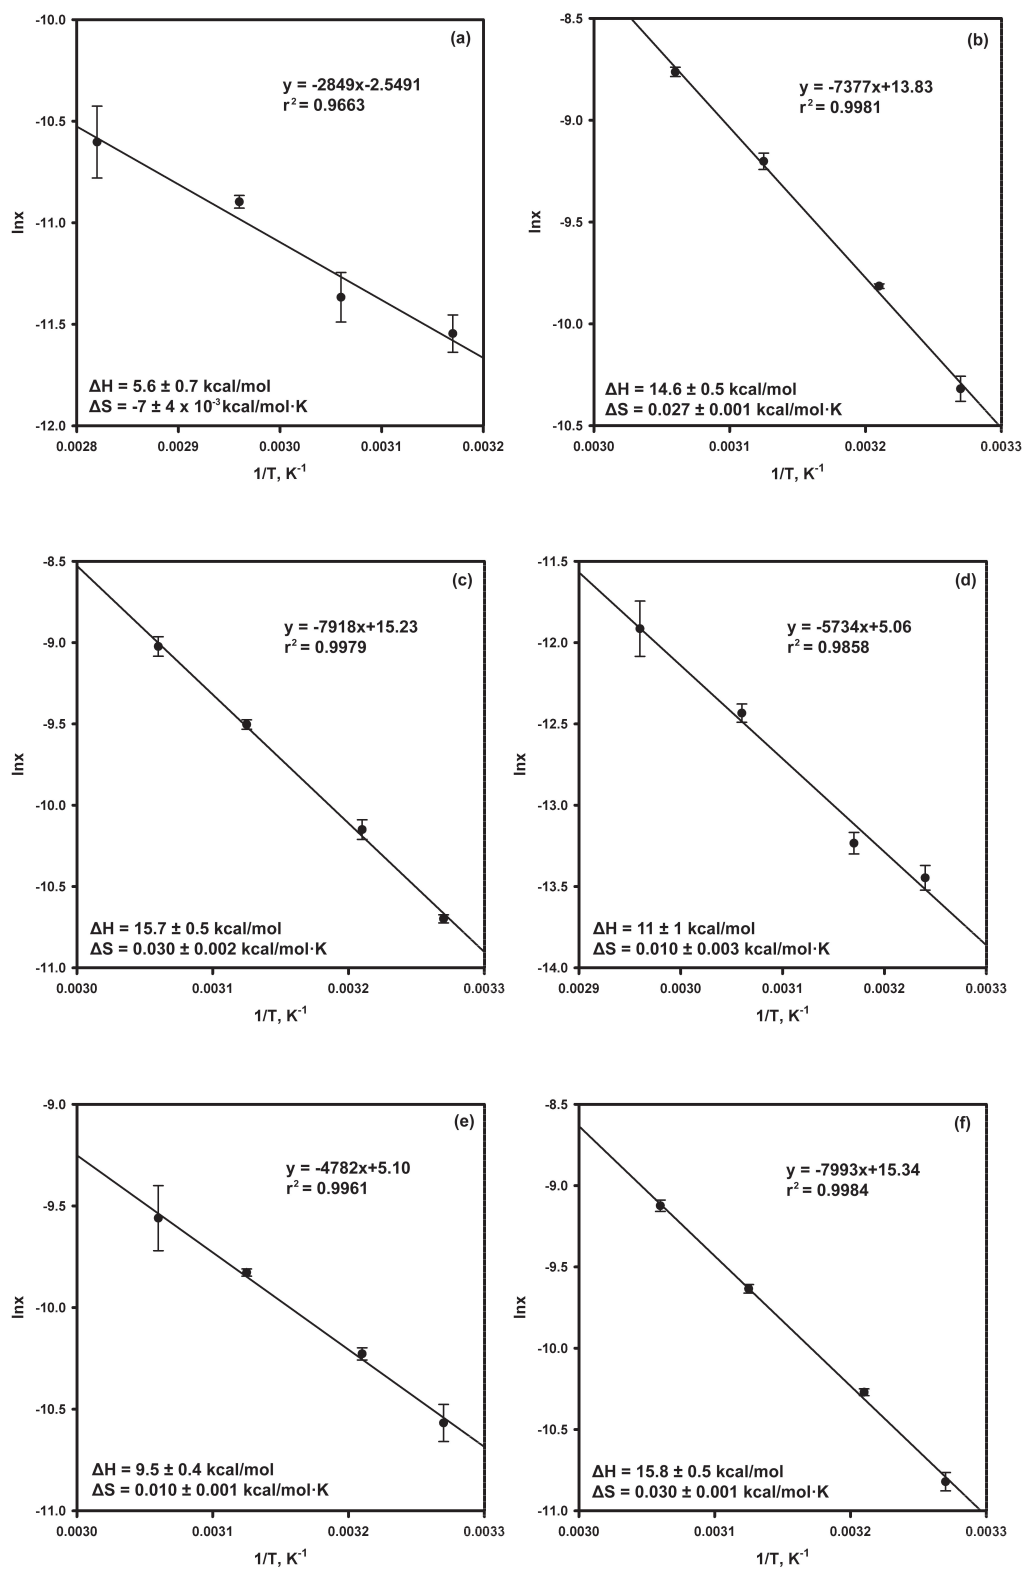 (a)
y = -2849x-2.5491
r² = 0.9663
ΔH = 5.6 ± 0.7 kcal/mol
ΔS = -7 ± 4 x 10⁻³ kcal/mol·K
lnx
-10.0
-10.5
-11.0
-11.5
-12.0
0.0028 0.0029 0.0030 0.0031 0.0032
1/T, K⁻¹
(b)
y = -7377x+13.83
r² = 0.9981
ΔH = 14.6 ± 0.5 kcal/mol
ΔS = 0.027 ± 0.001 kcal/mol·K
lnx
-8.5
-9.0
-9.5
-10.0
-10.5
0.0030 0.0031 0.0032 0.0033
1/T, K⁻¹
(c)
y = -7918x+15.23
r² = 0.9979
ΔH = 15.7 ± 0.5 kcal/mol
ΔS = 0.030 ± 0.002 kcal/mol·K
lnx
-8.5
-9.0
-9.5
-10.0
-10.5
-11.0
0.0030 0.0031 0.0032 0.0033
1/T, K⁻¹
(d)
y = -5734x+5.06
r² = 0.9858
ΔH = 11 ± 1 kcal/mol
ΔS = 0.010 ± 0.003 kcal/mol·K
lnx
-11.5
-12.0
-12.5
-13.0
-13.5
-14.0
0.0029 0.0030 0.0031 0.0032 0.0033
1/T, K⁻¹
(e)
y = -4782x+5.10
r² = 0.9961
ΔH = 9.5 ± 0.4 kcal/mol
ΔS = 0.010 ± 0.001 kcal/mol·K
lnx
-9.0
-9.5
-10.0
-10.5
-11.0
0.0030 0.0031 0.0032 0.0033
1/T, K⁻¹
(f)
y = -7993x+15.34
r² = 0.9984
ΔH = 15.8 ± 0.5 kcal/mol
ΔS = 0.030 ± 0.001 kcal/mol·K
lnx
-8.5
-9.0
-9.5
-10.0
-10.5
-11.0
0.0030 0.0031 0.0032 0.0033
1/T, K⁻¹